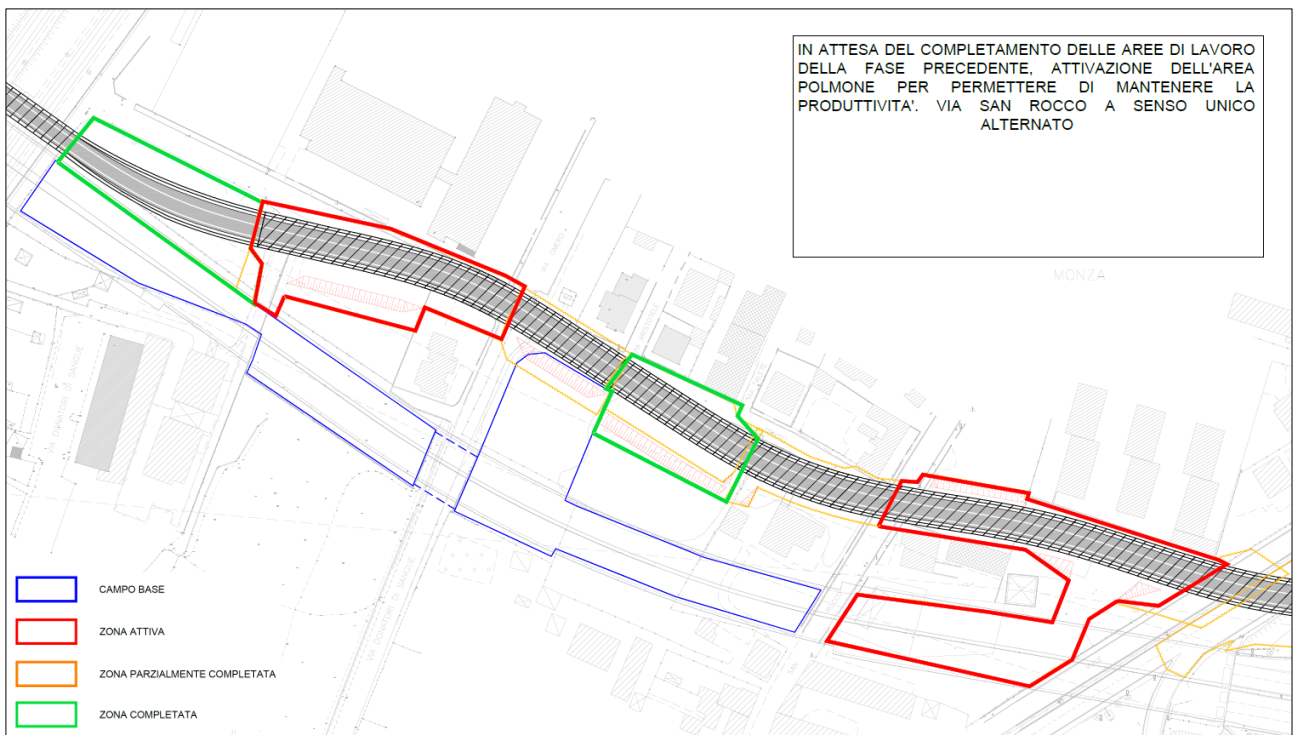 IN ATTESA DEL COMPLETAMENTO DELLE AREE DI LAVORO
DELLA FASE PRECEDENTE, ATTIVAZIONE DELL'AREA
POLMONE PER PERMETTERE DI MANTENERE LA
PRODUTTIVITA'. VIA SAN ROCCO A SENSO UNICO
ALTERNATO
MONZA
CAMPO BASE
ZONA ATTIVA
ZONA PARZIALMENTE COMPLETATA
ZONA COMPLETATA